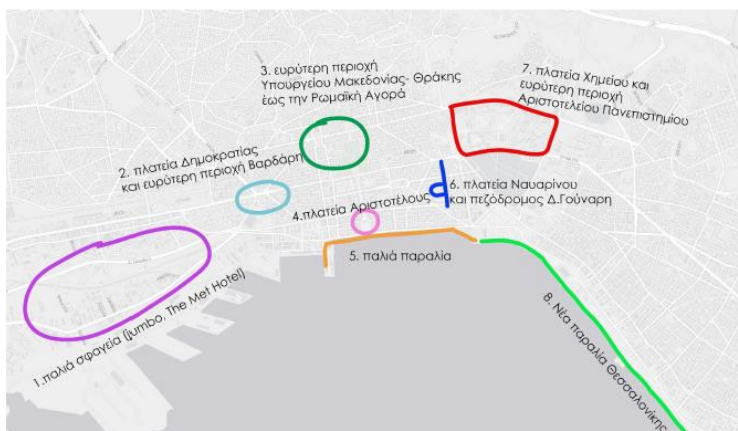 3. ευρύτερη περιοχή
Υπουργείου Μακεδονίας- Θράκης
έως την Ρωμαϊκή Αγορά
7. πλατεία Χημείου και
ευρύτερη περιοχή
Αριστοτελείου Πανεπιστημίου
2. πλατεία Δημοκρατίας
και ευρύτερη περιοχή Βαρδάρη
4.πλατεία Αριστοτέλους
6. πλατεία Ναυαρίνου
και πεζόδρομος Δ.Γούναρη
5. παλιά παραλία
1.παλιά σφαγεία (jumbo, The Met Hotel)
8. Νέα παραλία Θεσσαλονίκης